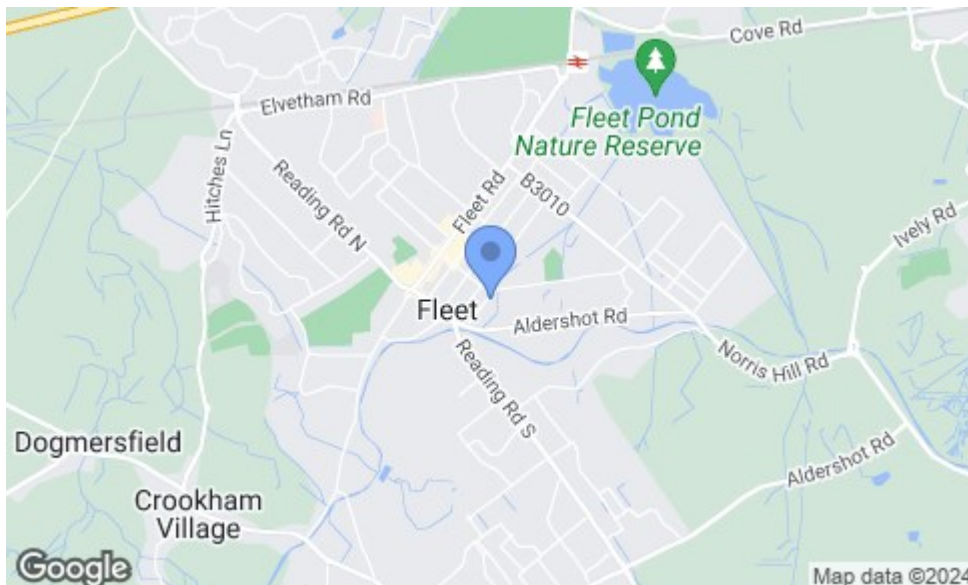 Cove Rd
Elvetham Rd
Fleet Pond
Nature Reserve
Hitches Ln
Reading Rd N
Fleet Rd
B3010
Ively Rd
Fleet
Aldershot Rd
Norris Hill Rd
Reading Rd S
Dogmersfield
Aldershot Rd
Crookham
Village
Google
Map data ©2024